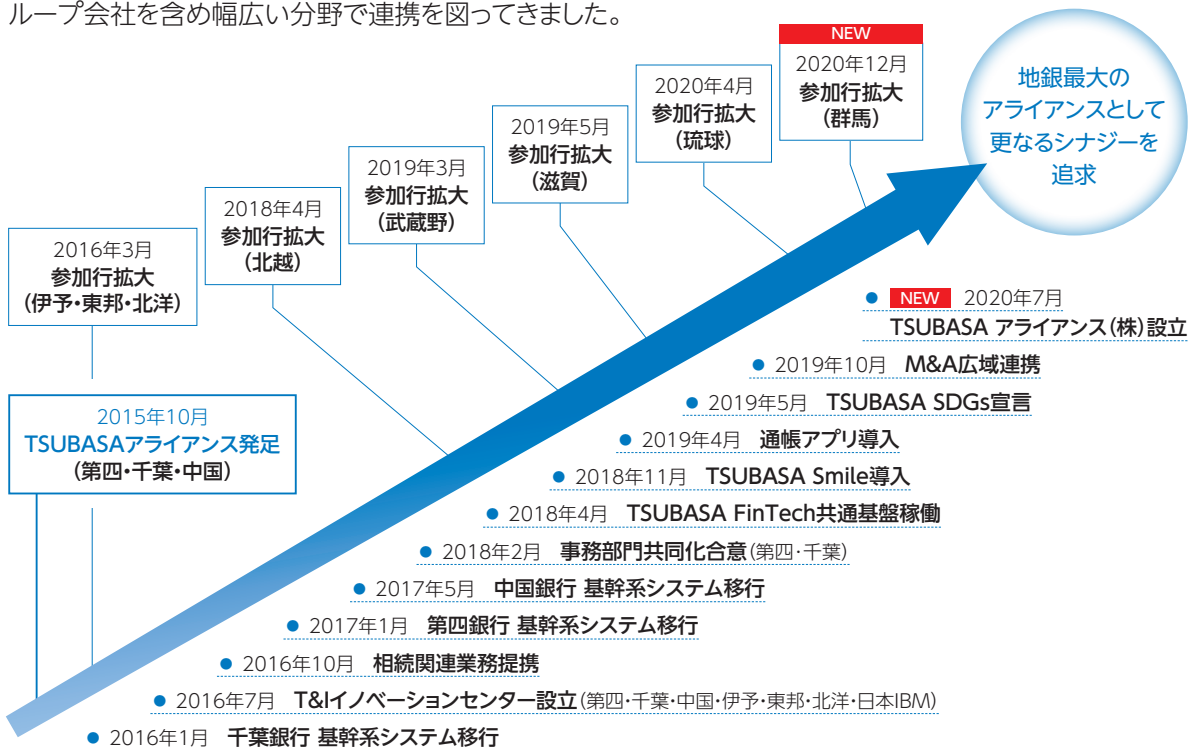 ループ会社を含め幅広い分野で連携を図ってきました。
2015年10月
TSUBASAアライアンス発足
(第四・千葉・中国)
2016年3月
参加行拡大
(伊予・東邦・北洋)
2018年4月
参加行拡大
(北越)
2019年3月
参加行拡大
(武蔵野)
2019年5月
参加行拡大
(滋賀)
2020年4月
参加行拡大
(琉球)
NEW
2020年12月
参加行拡大
(群馬)
地銀最大の
アライアンスとして
更なるシナジーを
追求
● NEW 2020年7月
TSUBASA アライアンス(株)設立
● 2019年10月 M&A広域連携
● 2019年5月 TSUBASA SDGs宣言
● 2019年4月 通帳アプリ導入
● 2018年11月 TSUBASA Smile導入
● 2018年4月 TSUBASA FinTech共通基盤稼働
● 2018年2月 事務部門共同化合意(第四・千葉)
● 2017年5月 中国銀行 基幹系システム移行
● 2017年1月 第四銀行 基幹系システム移行
● 2016年10月 相続関連業務提携
● 2016年7月 T&Iイノベーションセンター設立(第四・千葉・中国・伊予・東邦・北洋・日本IBM)
● 2016年1月 千葉銀行 基幹系システム移行